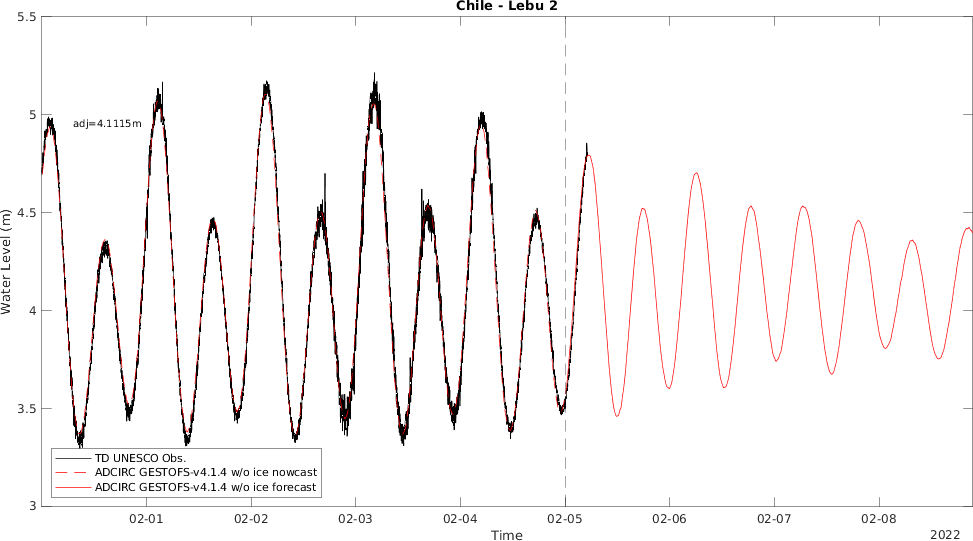 Chile - Lebu 2
5.5
5
4.5
4
3.5
3
Water Level (m)
adj=4.1115m
TD UNESCO Obs.
ADCIRC GESTOFS-v4.1.4 w/o ice nowcast
ADCIRC GESTOFS-v4.1.4 w/o ice forecast
02-01
02-02
02-03
02-04
02-05
02-06
02-07
02-08
Time
2022